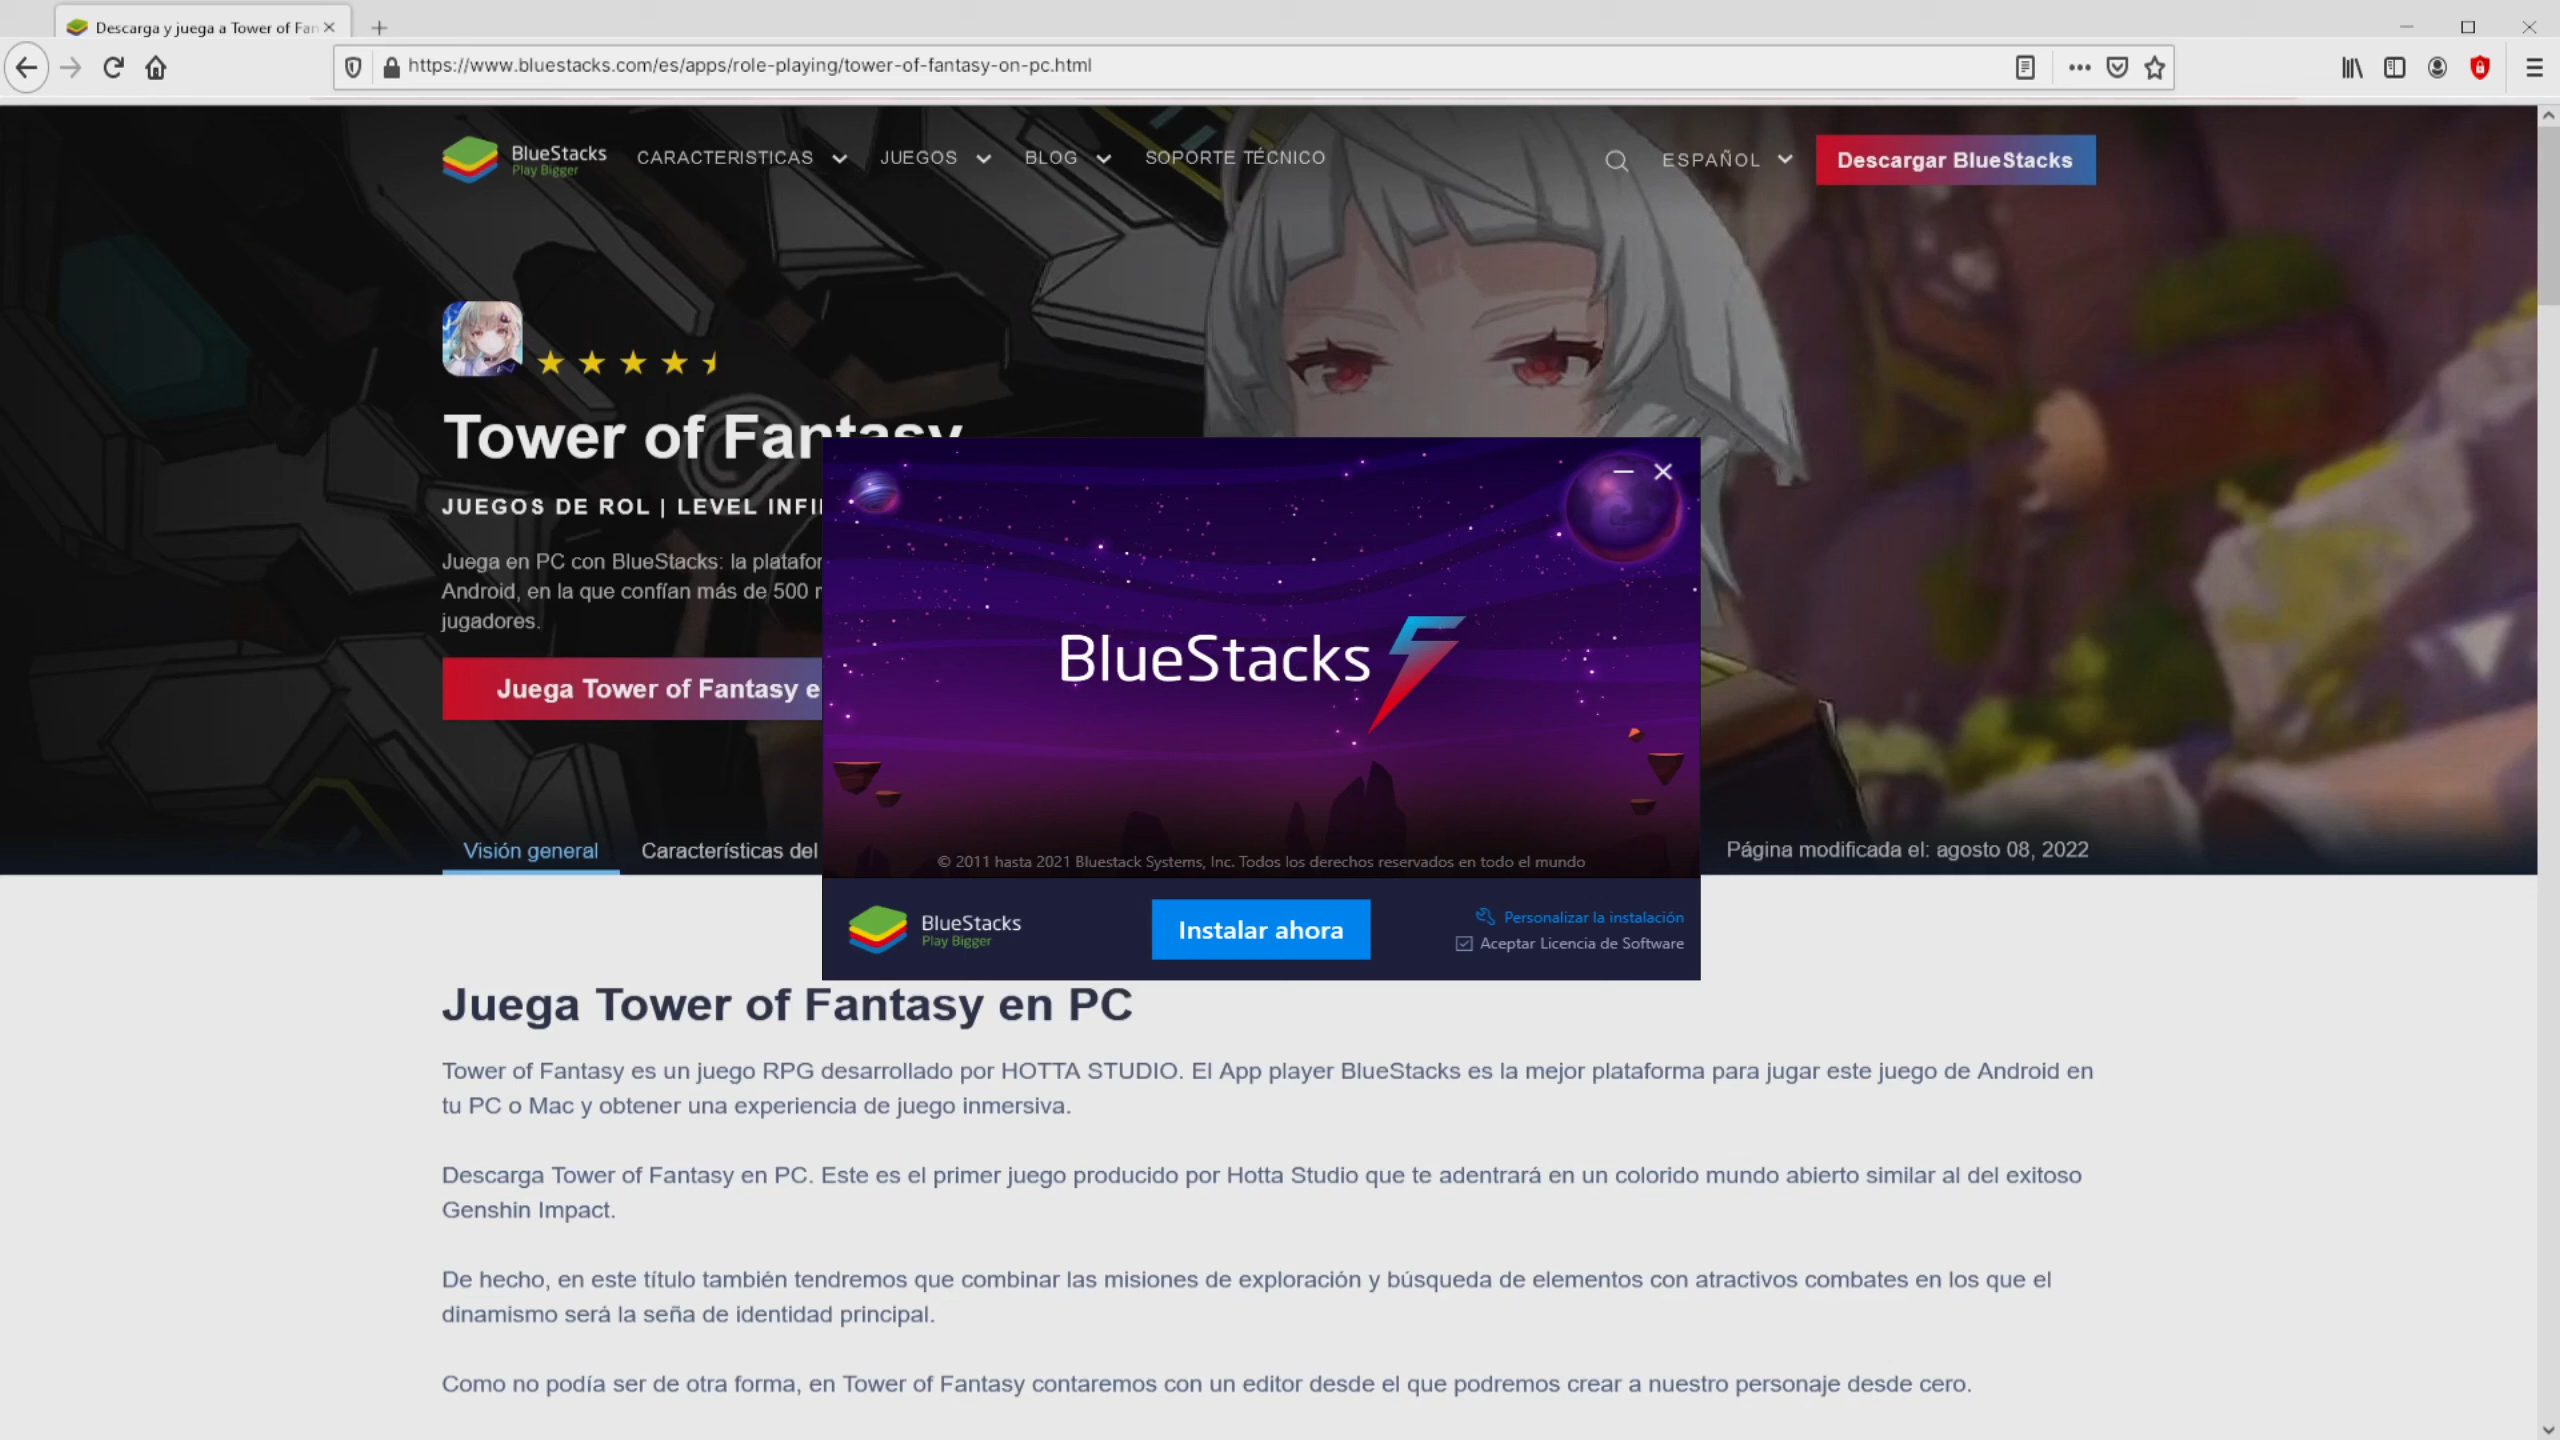 Descarga y juega a Tower of Fan
https://www.bluestacks.com/es/apps/role-playing/tower-of-fantasy-on-pc.html
BlueStacks
Play Bigger
CARACTERISTICAS
JUEGOS
BLOG
SOPORTE TÉCNICO
ESPAÑOL
Descargar BlueStacks
Tower of Fantasy
JUEGOS DE ROL | LEVEL INFI
Juega en PC con BlueStacks: la platafor
Android, en la que confían más de 500
jugadores.
Juega Tower of Fantasy e
Visión general
Características del
Página modificada el: agosto 08, 2022
BlueStacks 5
© 2011 hasta 2021 Bluestack Systems, Inc. Todos los derechos reservados en todo el mundo
BlueStacks
Play Bigger
Instalar ahora
Personalizar la instalación
Aceptar Licencia de Software
Juega Tower of Fantasy en PC
Tower of Fantasy es un juego RPG desarrollado por HOTTA STUDIO. El App player BlueStacks es la mejor plataforma para jugar este juego de Android en
tu PC o Mac y obtener una experiencia de juego inmersiva.
Descarga Tower of Fantasy en PC. Este es el primer juego producido por Hotta Studio que te adentrará en un colorido mundo abierto similar al del exitoso
Genshin Impact.
De hecho, en este título también tendremos que combinar las misiones de exploración y búsqueda de elementos con atractivos combates en los que el
dinamismo será la seña de identidad principal.
Como no podía ser de otra forma, en Tower of Fantasy contaremos con un editor desde el que podremos crear a nuestro personaje desde cero.